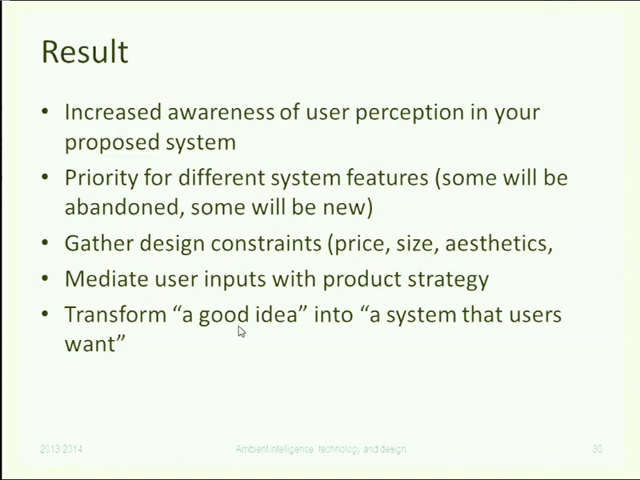 Result
• Increased awareness of user perception in your
proposed system
• Priority for different system features (some will be
abandoned, some will be new)
• Gather design constraints (price, size, aesthetics,
• Mediate user inputs with product strategy
• Transform “a good idea” into “a system that users
want”
2013/2014 Ambient intelligence: technology and design 30